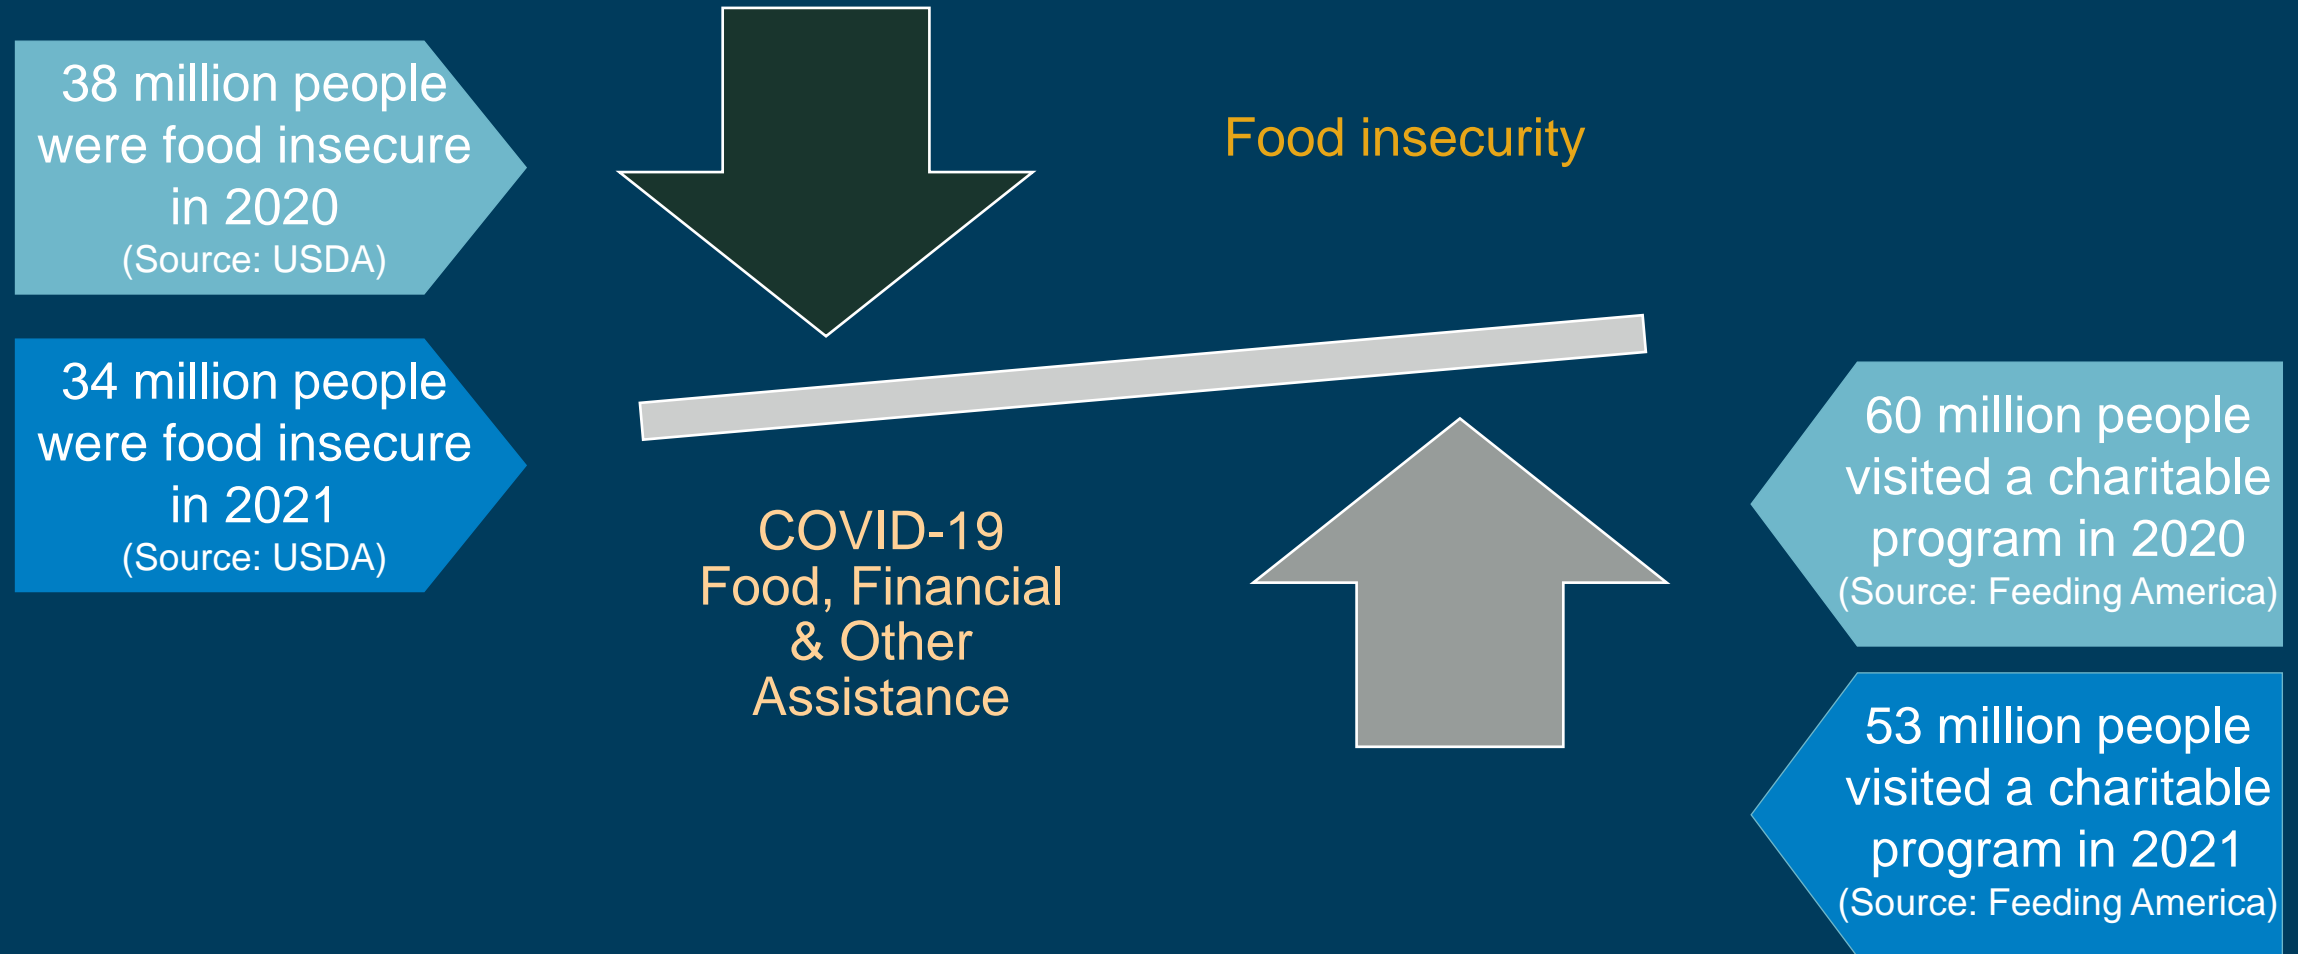 38 million people
were food insecure
in 2020
(Source: USDA)
34 million people
were food insecure
in 2021
(Source: USDA)
Food insecurity
COVID-19
Food, Financial
& Other
Assistance
60 million people
visited a charitable
program in 2020
(Source: Feeding America)
53 million people
visited a charitable
program in 2021
(Source: Feeding America)